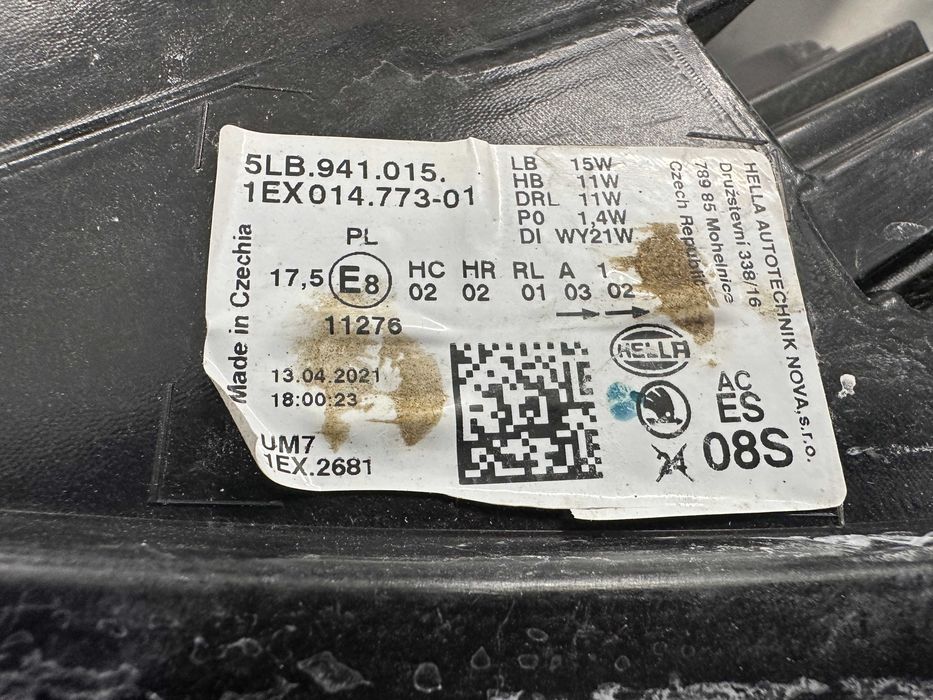 5LB.941.015.
1EX014.773-01
LB 15W
HB 11W
DRL 11W
PO 1,4W
DI WY21W
HELLA AUTOTECHNIK NOVA,s.r.o.
Družstevní 338/16
789 85 Mohelnice
Czech Republic
Made in Czechia
PL
17,5 E8
HC HR RL A 1
02 02 01 03 02
11276
13.04.2021
18:00:23
UM7
1EX.2681
HELLA
AC
ES
08S